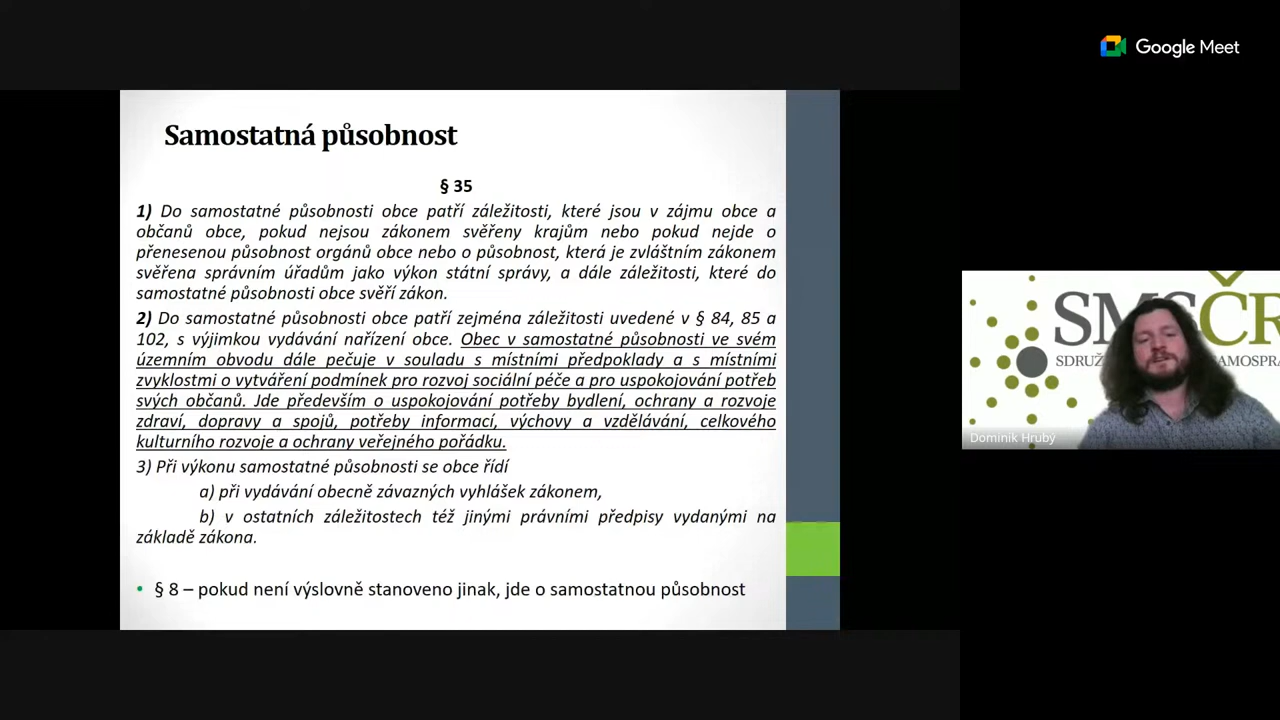 Google Meet
Samostatná působnost
§ 35
1) Do samostatné působnosti obce patří záležitosti, které jsou v zájmu obce a
občanů obce, pokud nejsou zákonem svěřeny krajům nebo pokud nejde o
přenesenou působnost orgánů obce nebo o působnost, která je zvláštním zákonem
svěřena správním úřadům jako výkon státní správy, a dále záležitosti, které do
samostatné působnosti obce svěří zákon.
2) Do samostatné působnosti obce patří zejména záležitosti uvedené v § 84, 85 a
102, s výjimkou vydávání nařízení obce. Obec v samostatné působnosti ve svém
územním obvodu dále pečuje v souladu s místními předpoklady a s místními
zvyklostmi o vytváření podmínek pro rozvoj sociální péče a pro uspokojování potřeb
svých občanů. Jde především o uspokojování potřeby bydlení, ochrany a rozvoje
zdraví, dopravy a spojů, potřeby informací, výchovy a vzdělávání, celkového
kulturního rozvoje a ochrany veřejného pořádku.
3) Při výkonu samostatné působnosti se obce řídí
a) při vydávání obecně závazných vyhlášek zákonem,
b) v ostatních záležitostech též jinými právními předpisy vydanými na
základě zákona.
• § 8 – pokud není výslovně stanoveno jinak, jde o samostatnou působnost
SMS ČR
Dominik Hrubý